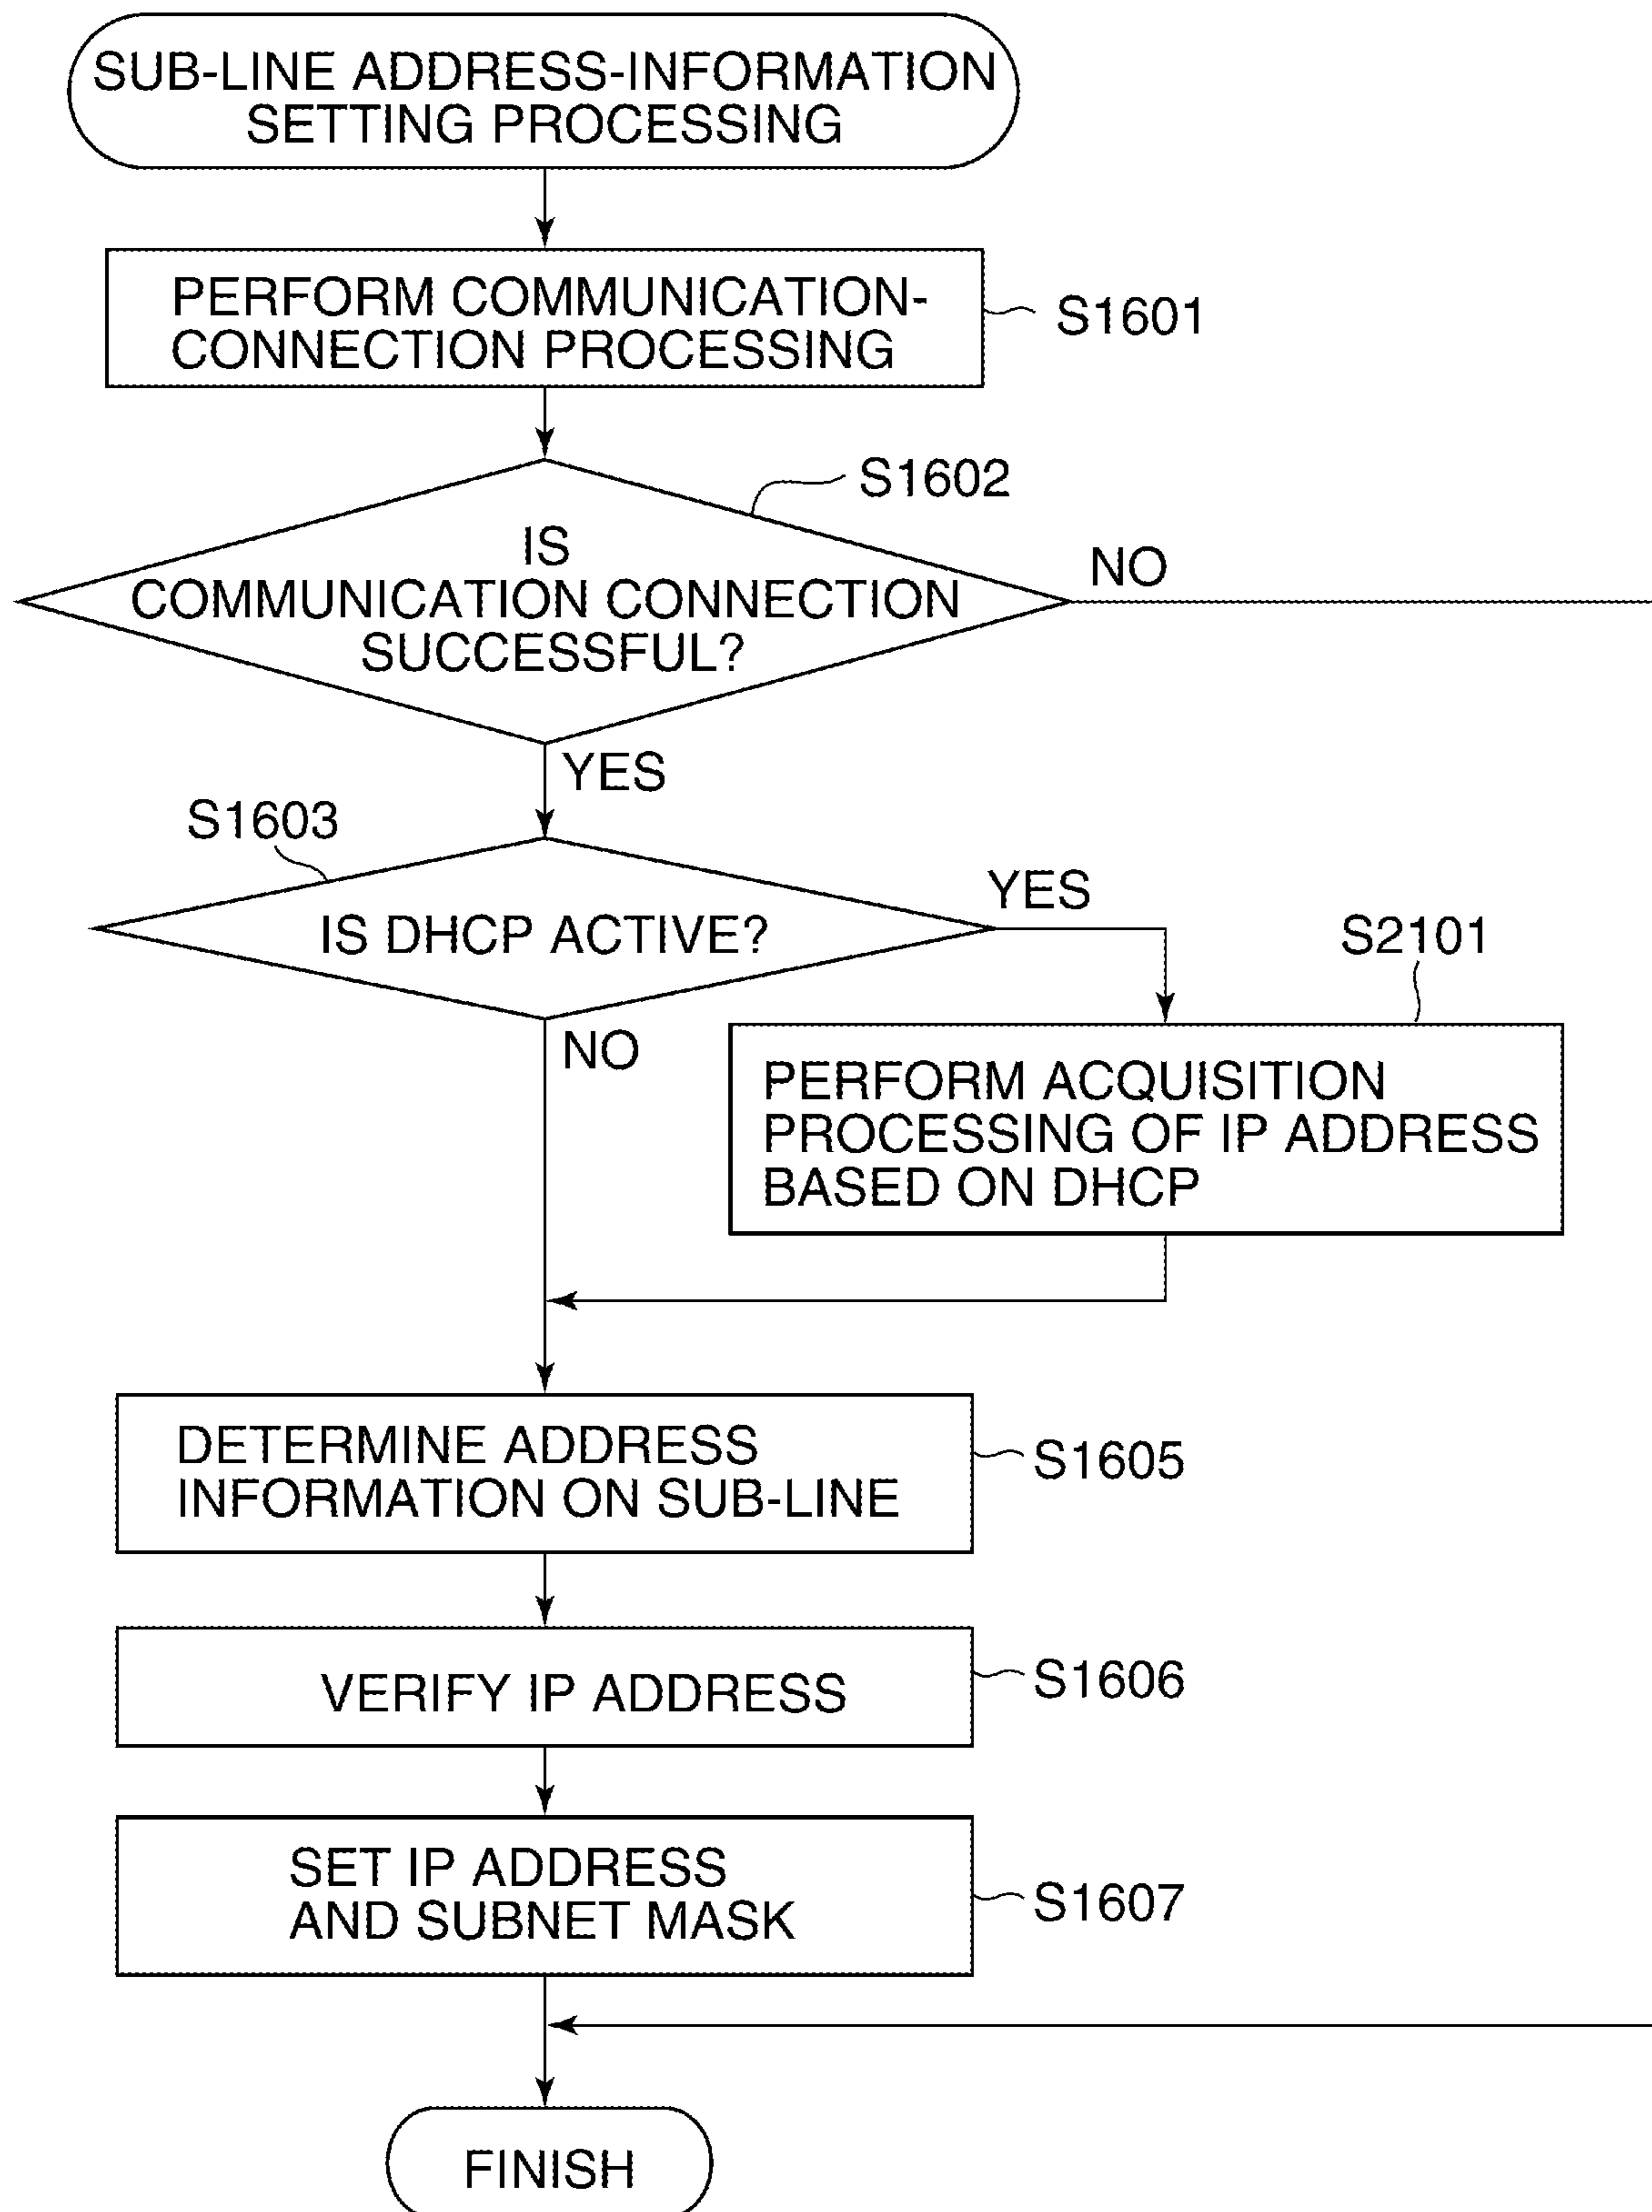 SUB-LINE ADDRESS-INFORMATION
SETTING PROCESSING
PERFORM COMMUNICATION-
CONNECTION PROCESSING
S1601
S1602
IS
COMMUNICATION CONNECTION
SUCCESSFUL?
NO
YES
S1603
IS DHCP ACTIVE?
YES
NO
S2101
PERFORM ACQUISITION
PROCESSING OF IP ADDRESS
BASED ON DHCP
DETERMINE ADDRESS
INFORMATION ON SUB-LINE
S1605
VERIFY IP ADDRESS
S1606
SET IP ADDRESS
AND SUBNET MASK
S1607
FINISH